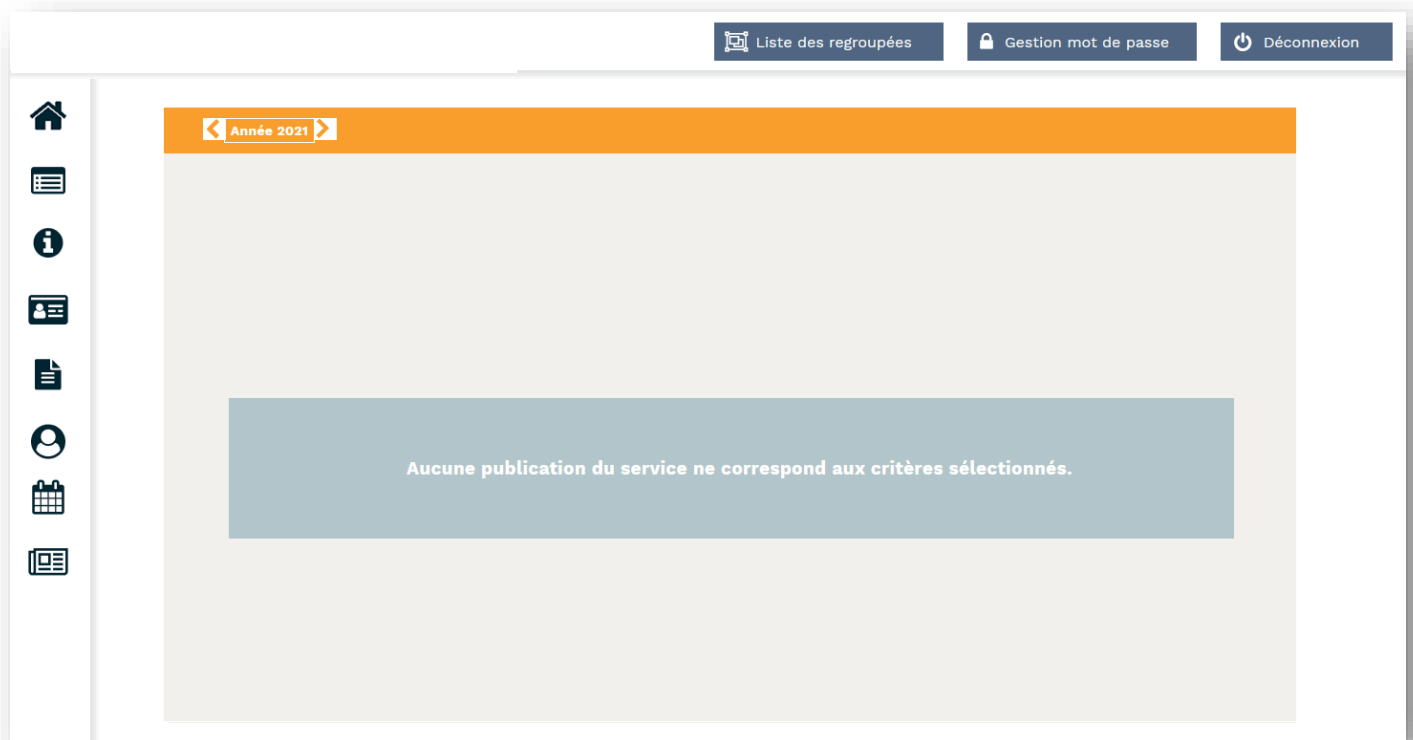 Liste des regroupées
Gestion mot de passe
Déconnexion
Année 2021
Aucune publication du service ne correspond aux critères sélectionnés.